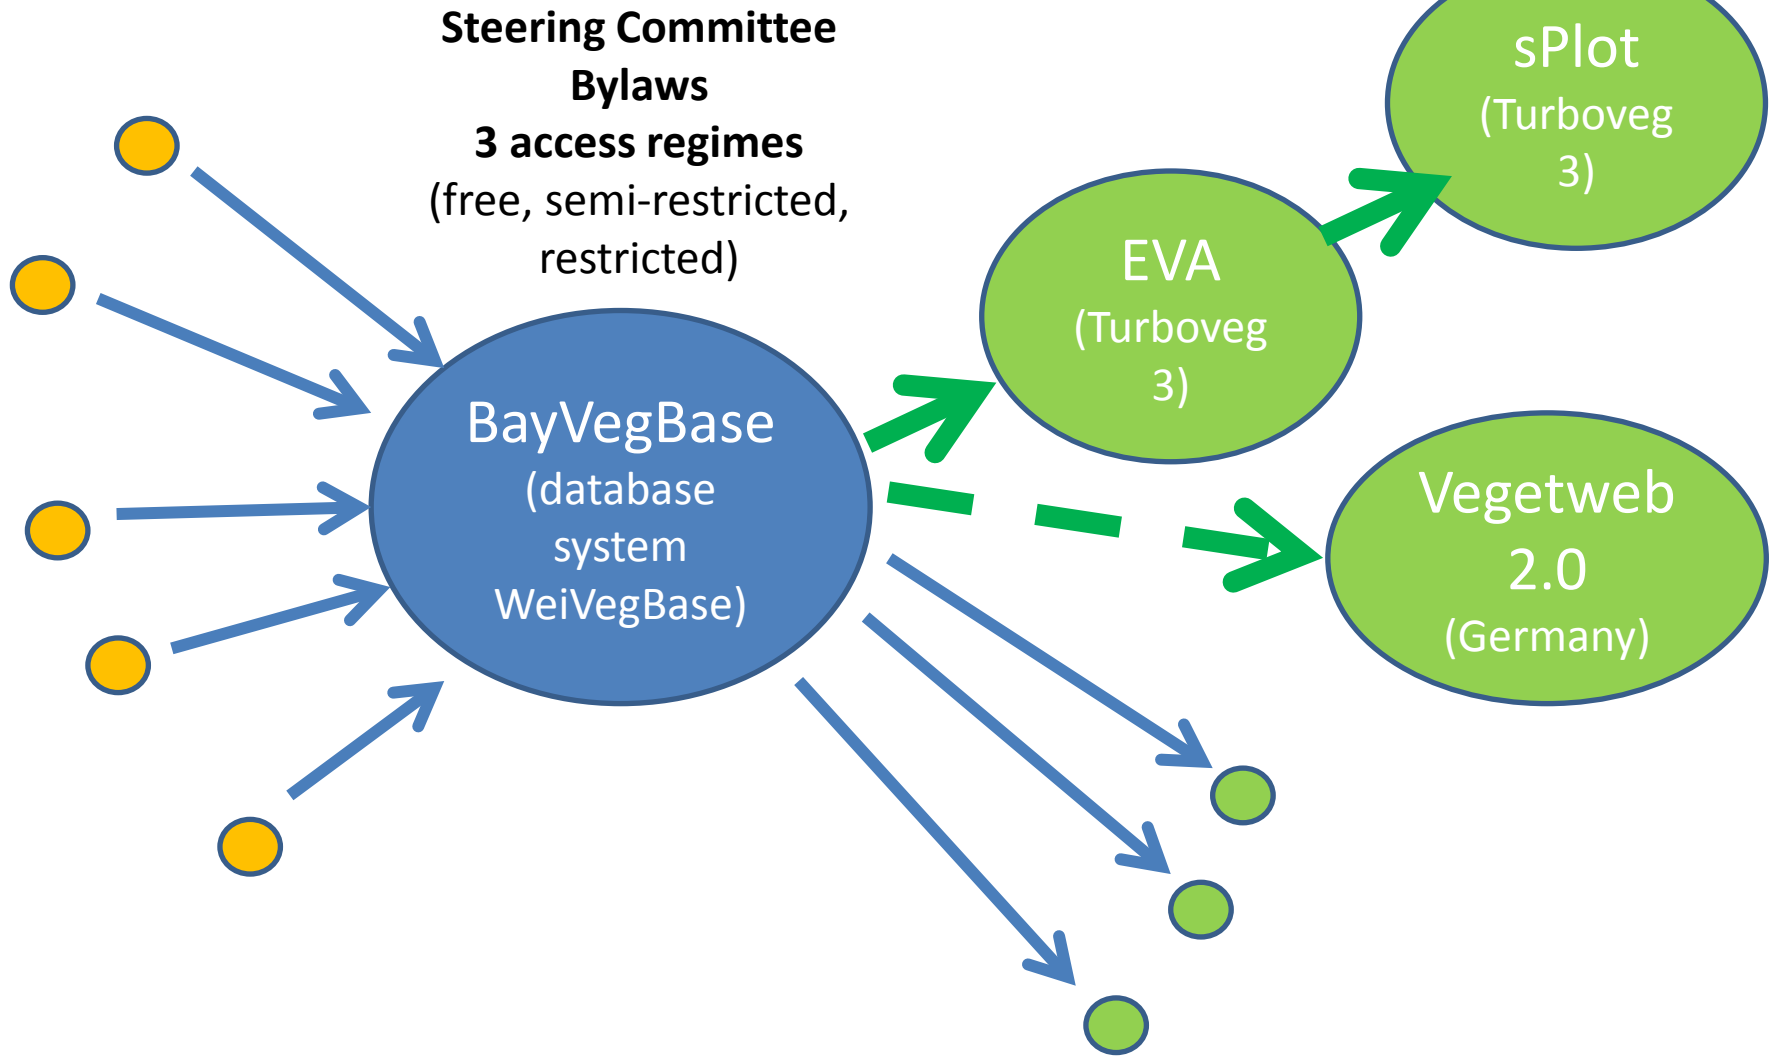 Steering Committee
Bylaws
3 access regimes
(free, semi-restricted,
restricted)
sPlot
(Turboveg
3)
EVA
(Turboveg
3)
BayVegBase
(database
system
WeiVegBase)
Vegetweb
2.0
(Germany)